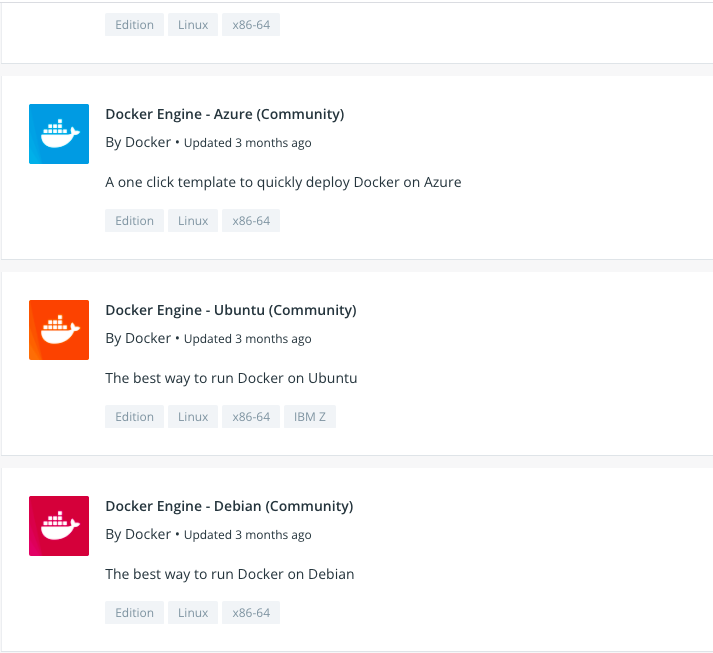 Edition Linux x86-64
Docker Engine - Azure (Community)
By Docker • Updated 3 months ago
A one click template to quickly deploy Docker on Azure
Edition Linux x86-64
Docker Engine - Ubuntu (Community)
By Docker • Updated 3 months ago
The best way to run Docker on Ubuntu
Edition Linux x86-64 IBM Z
Docker Engine - Debian (Community)
By Docker • Updated 3 months ago
The best way to run Docker on Debian
Edition Linux x86-64